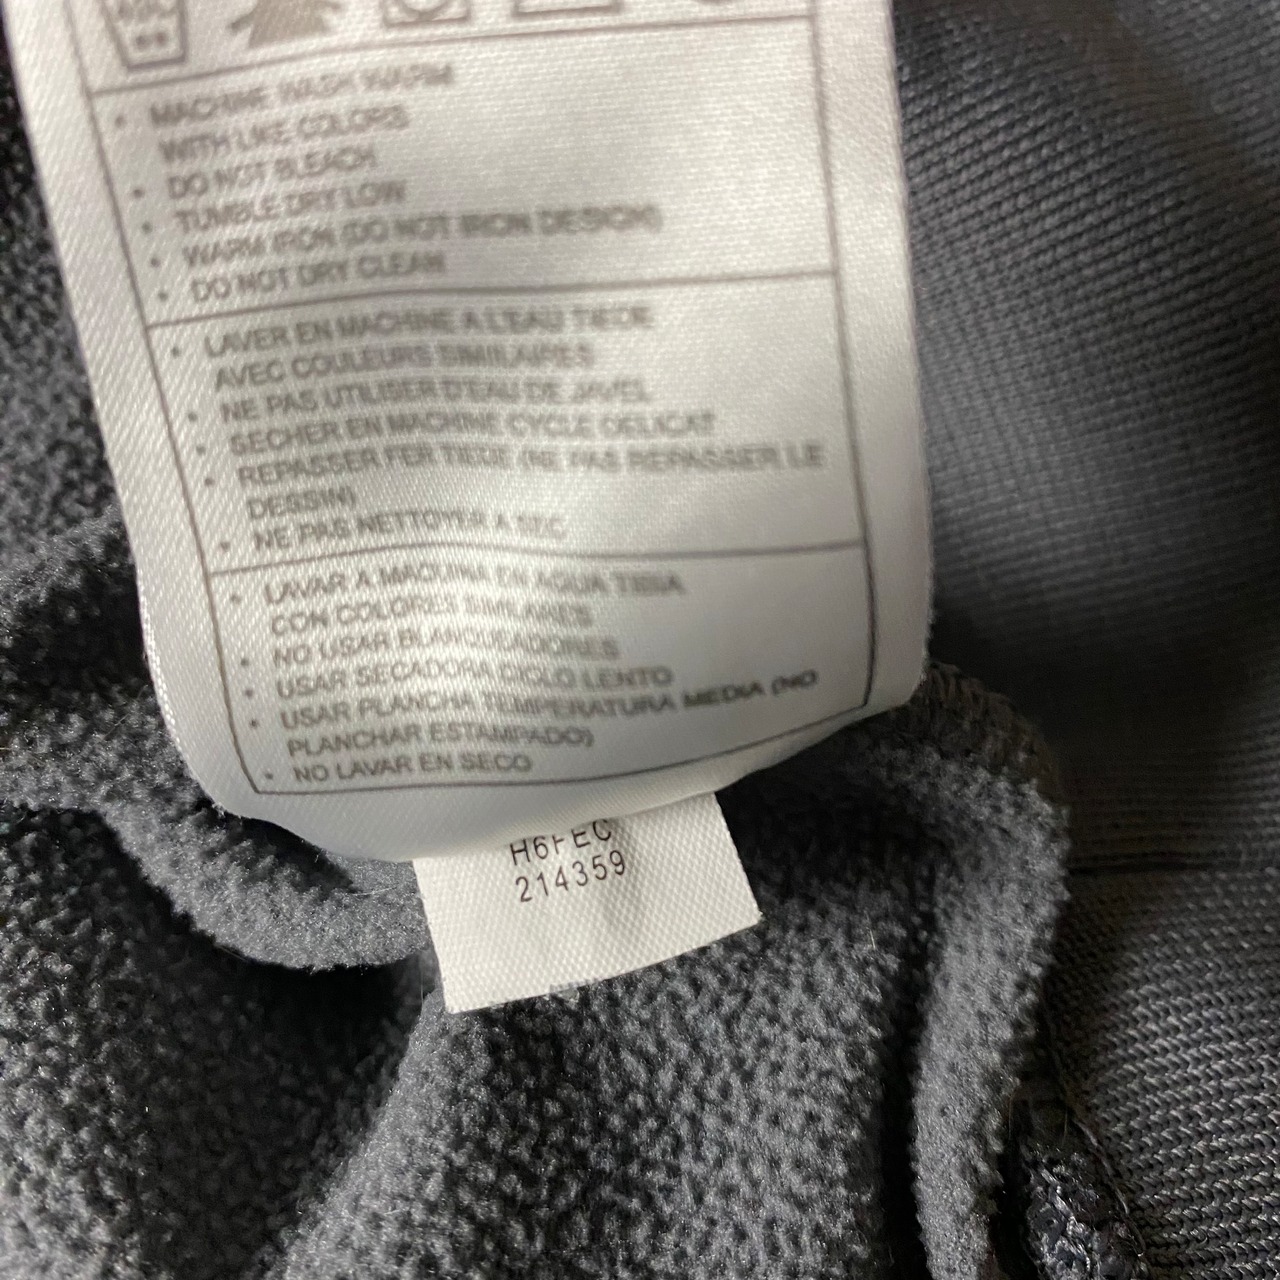 • MACHINE WASH WARM
WITH LIKE COLORS
• DO NOT BLEACH
• TUMBLE DRY LOW
• WARM IRON (DO NOT IRON DESIGN)
• DO NOT DRY CLEAN
• LAVER EN MACHINE A L'EAU TIEDE
AVEC COULEURS SIMILAIRES
• NE PAS UTILISER D'EAU DE JAVEL
• SECHER EN MACHINE CYCLE DELICAT
• REPASSER FER TIEDE (NE PAS REPASSER LE
DESSIN)
• NE PAS NETTOYER A SEC
• LAVAR A MAQUINA EN AGUA TIBIA
CON COLORES SIMILARES
• NO USAR BLANQUEADORES
• USAR SECADORA CICLO LENTO
• USAR PLANCHA TEMPERATURA MEDIA (NO
PLANCHAR ESTAMPADO)
• NO LAVAR EN SECO
H6FEC
214359